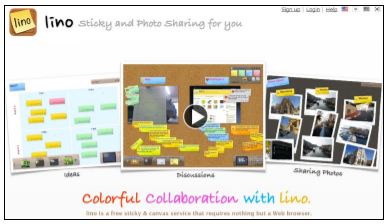 Sign up | Login | Help
lino lino Sticky and Photo Sharing for you
Ideas Discussions Sharing Photos
Colorful Collaboration with lino.
lino is a free sticky & canvas service that requires nothing but a Web browser.